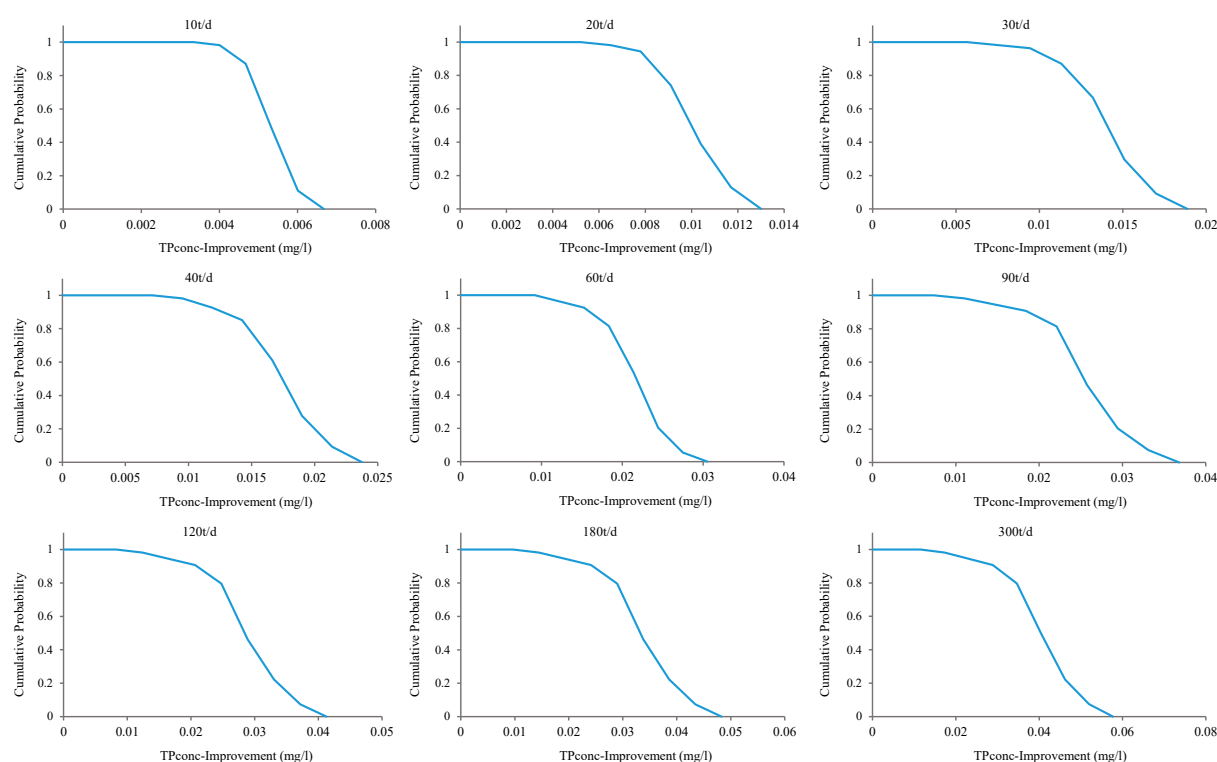 10t/d
Cumulative Probability
1
0.8
0.6
0.4
0.2
0
0 0.002 0.004 0.006 0.008
TPconc-Improvement (mg/l)
20t/d
Cumulative Probability
1
0.8
0.6
0.4
0.2
0
0 0.002 0.004 0.006 0.008 0.01 0.012 0.014
TPconc-Improvement (mg/l)
30t/d
Cumulative Probability
1
0.8
0.6
0.4
0.2
0
0 0.005 0.01 0.015 0.02
TPconc-Improvement (mg/l)
40t/d
Cumulative Probability
1
0.8
0.6
0.4
0.2
0
0 0.005 0.01 0.015 0.02 0.025
TPconc-Improvement (mg/l)
60t/d
Cumulative Probability
1
0.8
0.6
0.4
0.2
0
0 0.01 0.02 0.03 0.04
TPconc-Improvement (mg/l)
90t/d
Cumulative Probability
1
0.8
0.6
0.4
0.2
0
0 0.01 0.02 0.03 0.04
TPconc-Improvement (mg/l)
120t/d
Cumulative Probability
1
0.8
0.6
0.4
0.2
0
0 0.01 0.02 0.03 0.04 0.05
TPconc-Improvement (mg/l)
180t/d
Cumulative Probability
1
0.8
0.6
0.4
0.2
0
0 0.01 0.02 0.03 0.04 0.05 0.06
TPconc-Improvement (mg/l)
300t/d
Cumulative Probability
1
0.8
0.6
0.4
0.2
0
0 0.02 0.04 0.06 0.08
TPconc-Improvement (mg/l)